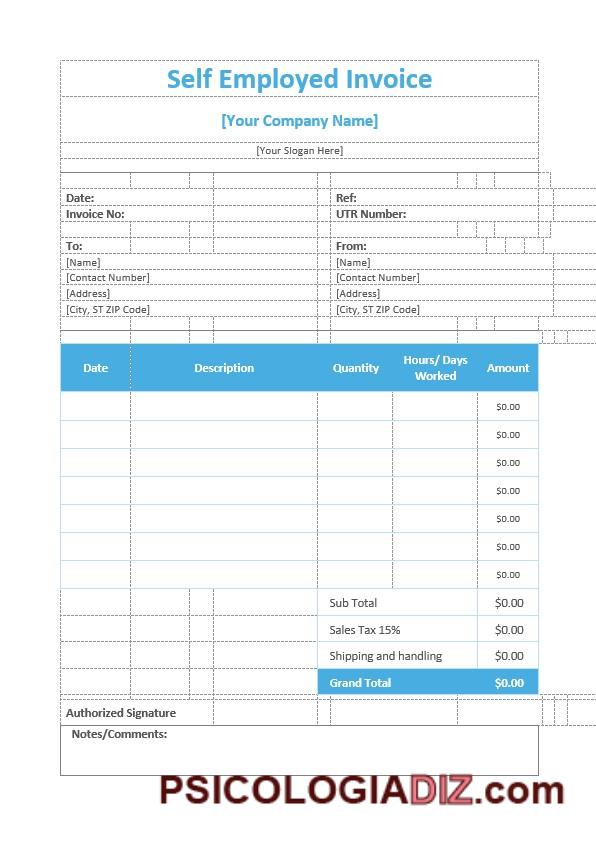 Self Employed Invoice
[Your Company Name]
[Your Slogan Here]
Date: Ref:
Invoice No: UTR Number:
To: From:
[Name] [Name]
[Contact Number] [Contact Number]
[Address] [Address]
[City, ST ZIP Code] [City, ST ZIP Code]
Date Description Quantity Hours/ Days Worked Amount
$0.00
$0.00
$0.00
$0.00
$0.00
$0.00
$0.00
Sub Total $0.00
Sales Tax 15% $0.00
Shipping and handling $0.00
Grand Total $0.00
Authorized Signature
Notes/Comments:
PSICOLOGIADIZ.com